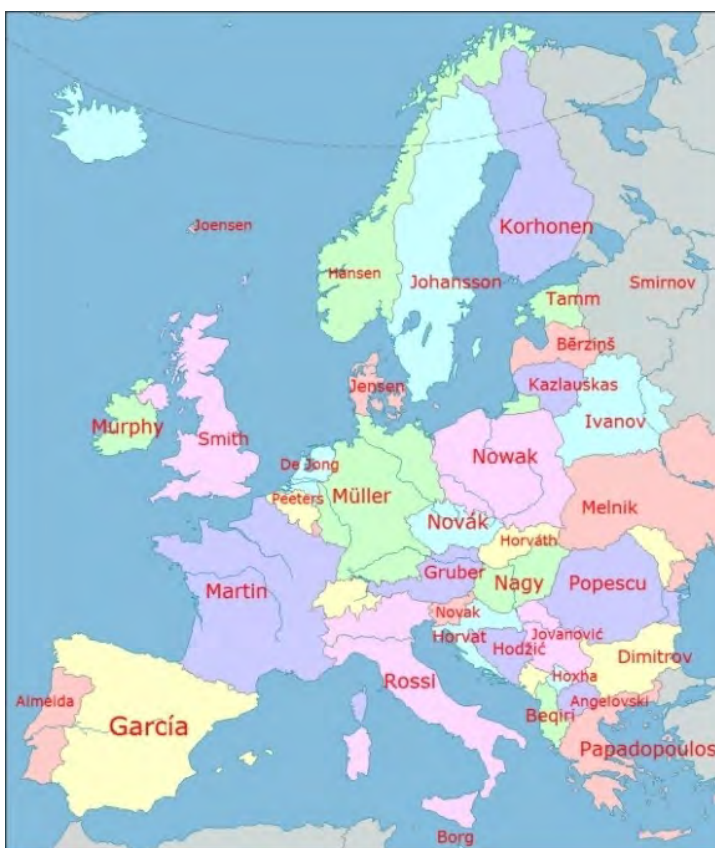 Joensen
Hansen
Johansson
Korhonen
Smirnov
Tamm
Bērziņš
Jensen
Kazlauskas
Ivanov
Murphy
Smith
De Jong
Nowak
Peeters
Müller
Melnik
Novák
Horváth
Martin
Gruber
Nagy
Popescu
Novak
Jovanović
Horvat
Hodžić
Dimitrov
Hoxha
Rossi
Almeida
García
Angelovski
Beqiri
Papadopoulos
Borg